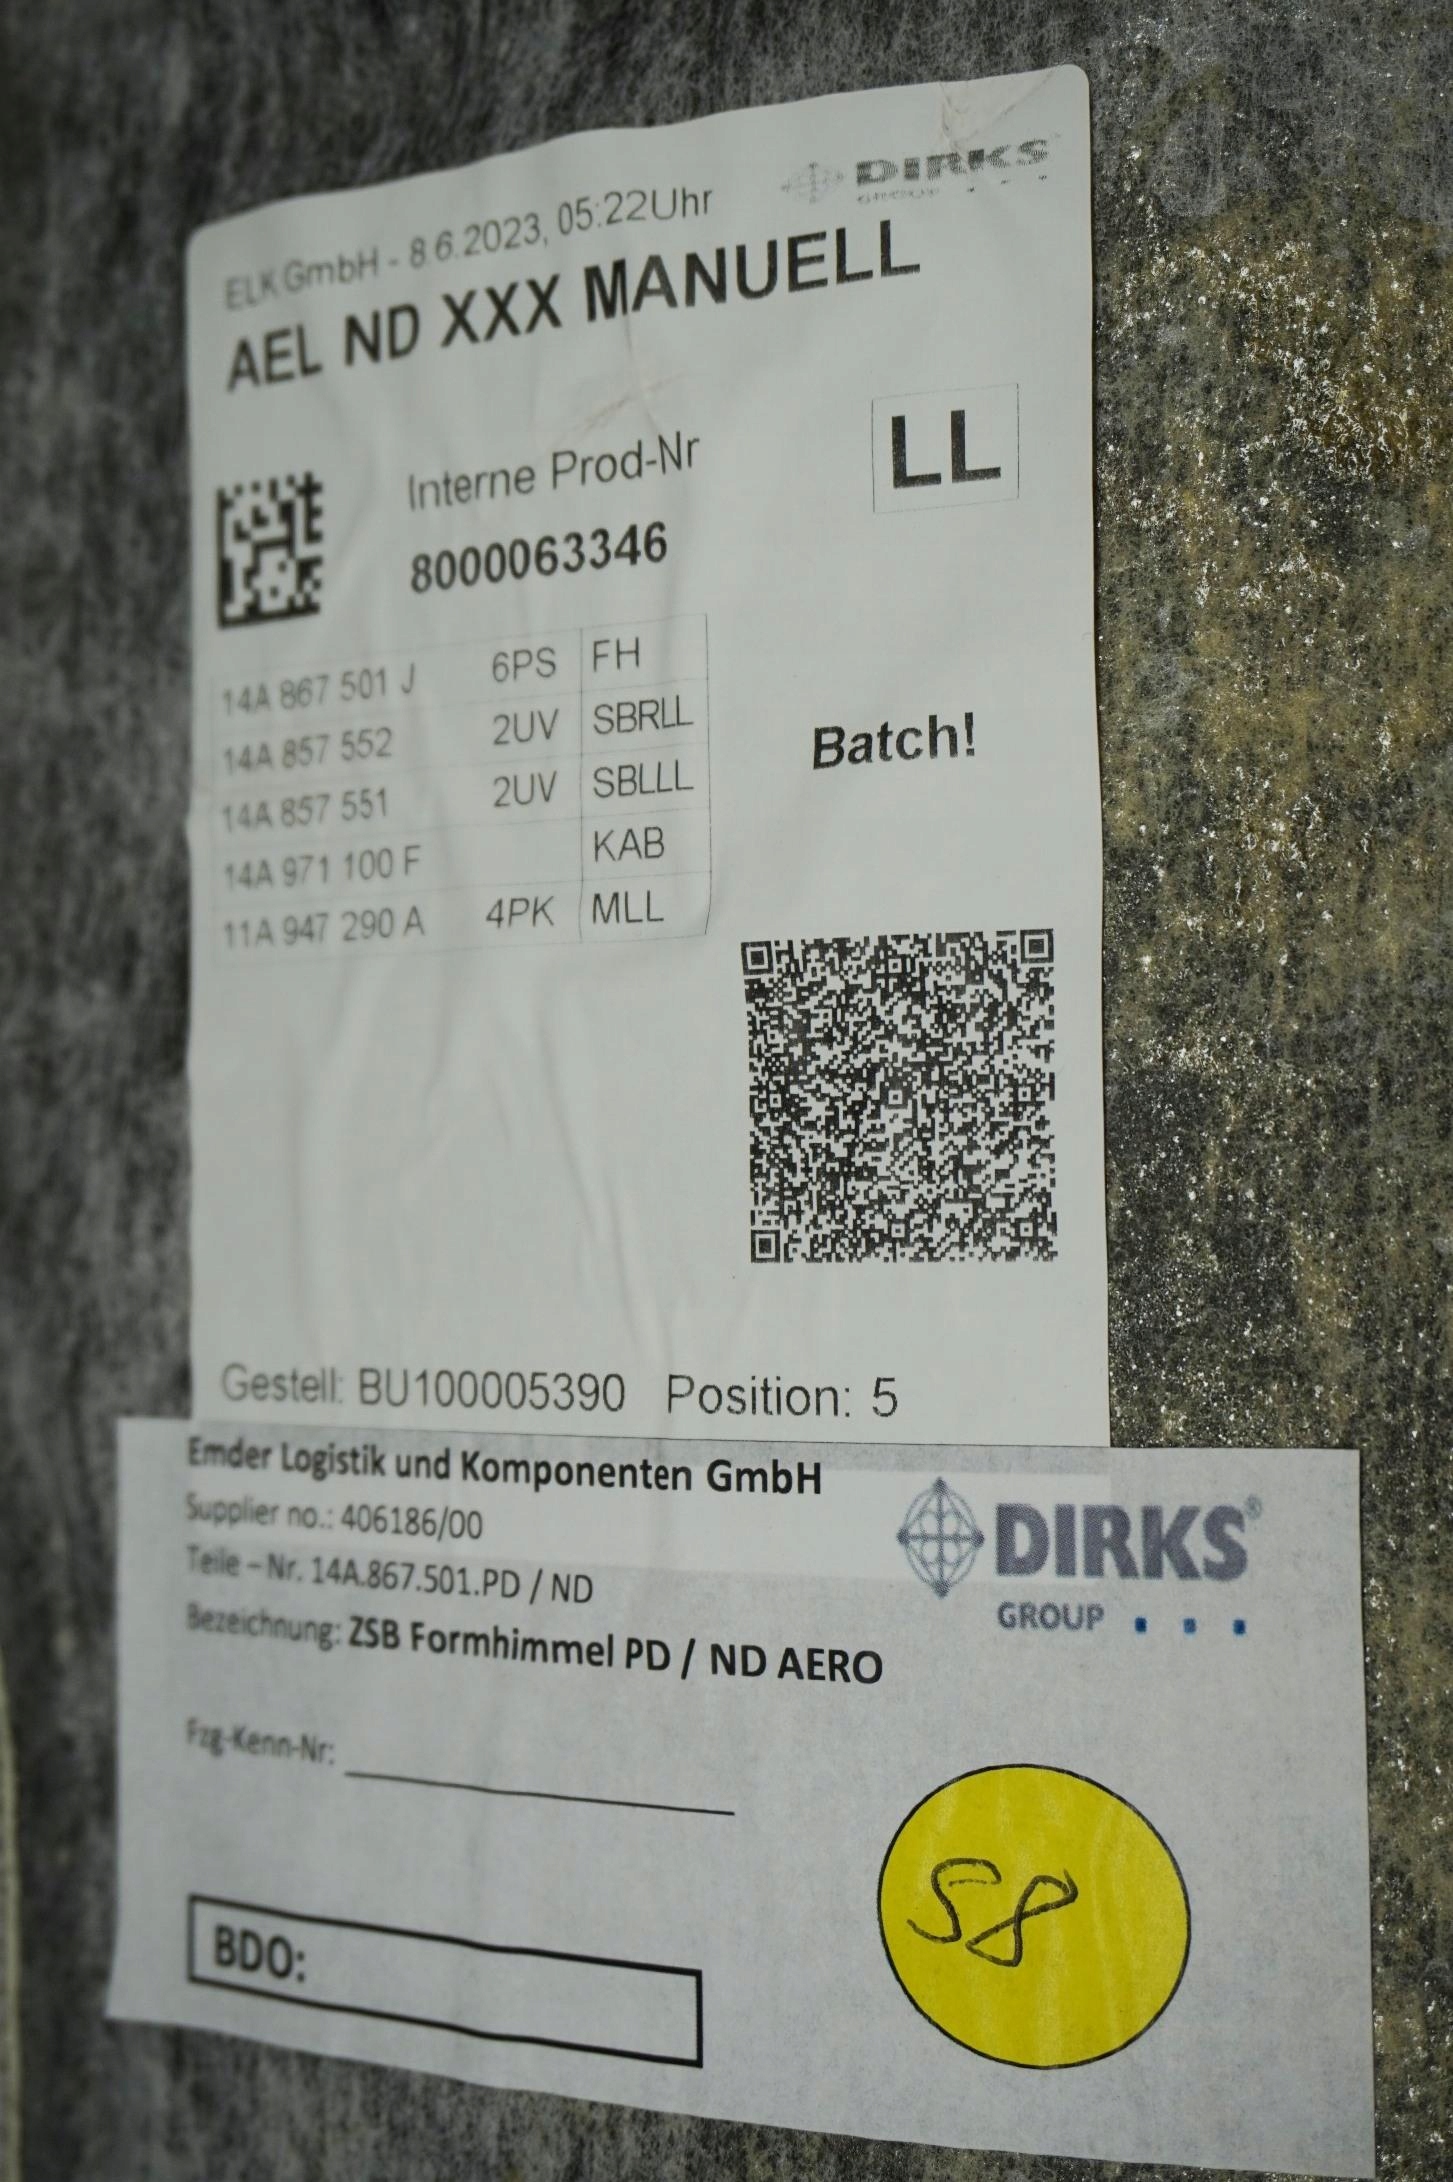 DIRKS
GROUP
ELK GmbH - 8.6.2023, 05:22Uhr
AEL ND XXX MANUELL
LL
Interne Prod-Nr
8000063346
14A 867 501 J 6PS FH
14A 857 552 2UV SBRLL
14A 857 551 2UV SBLLL
14A 971 100 F KAB
11A 947 290 A 4PK MLL
Batch!
Gestell: BU100005390 Position: 5
Emder Logistik und Komponenten GmbH
Supplier no.: 406186/00
Teile – Nr. 14A.867.501.PD / ND
Bezeichnung: ZSB Formhimmel PD / ND AERO
DIRKS®
GROUP
Fzg-Kenn-Nr:
58
BDO: